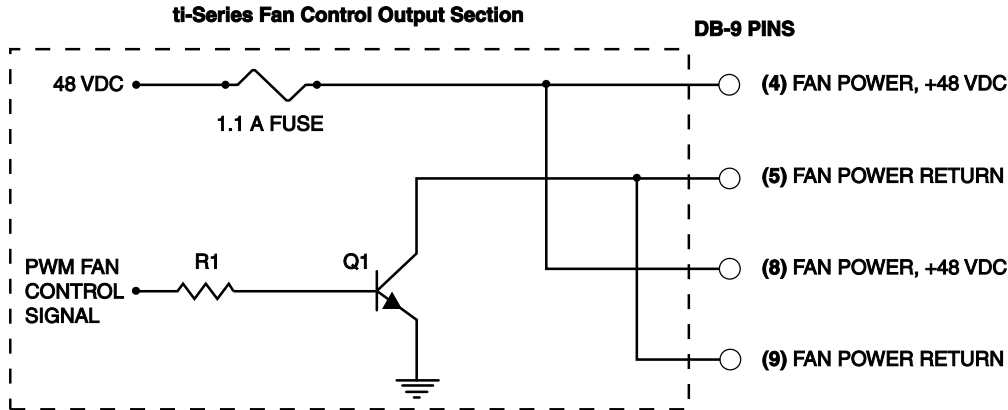 ti-Series Fan Control Output Section
DB-9 PINS
48 VDC
(4) FAN POWER, +48 VDC
1.1 A FUSE
(5) FAN POWER RETURN
R1
Q1
PWM FAN
CONTROL
SIGNAL
(8) FAN POWER, +48 VDC
(9) FAN POWER RETURN